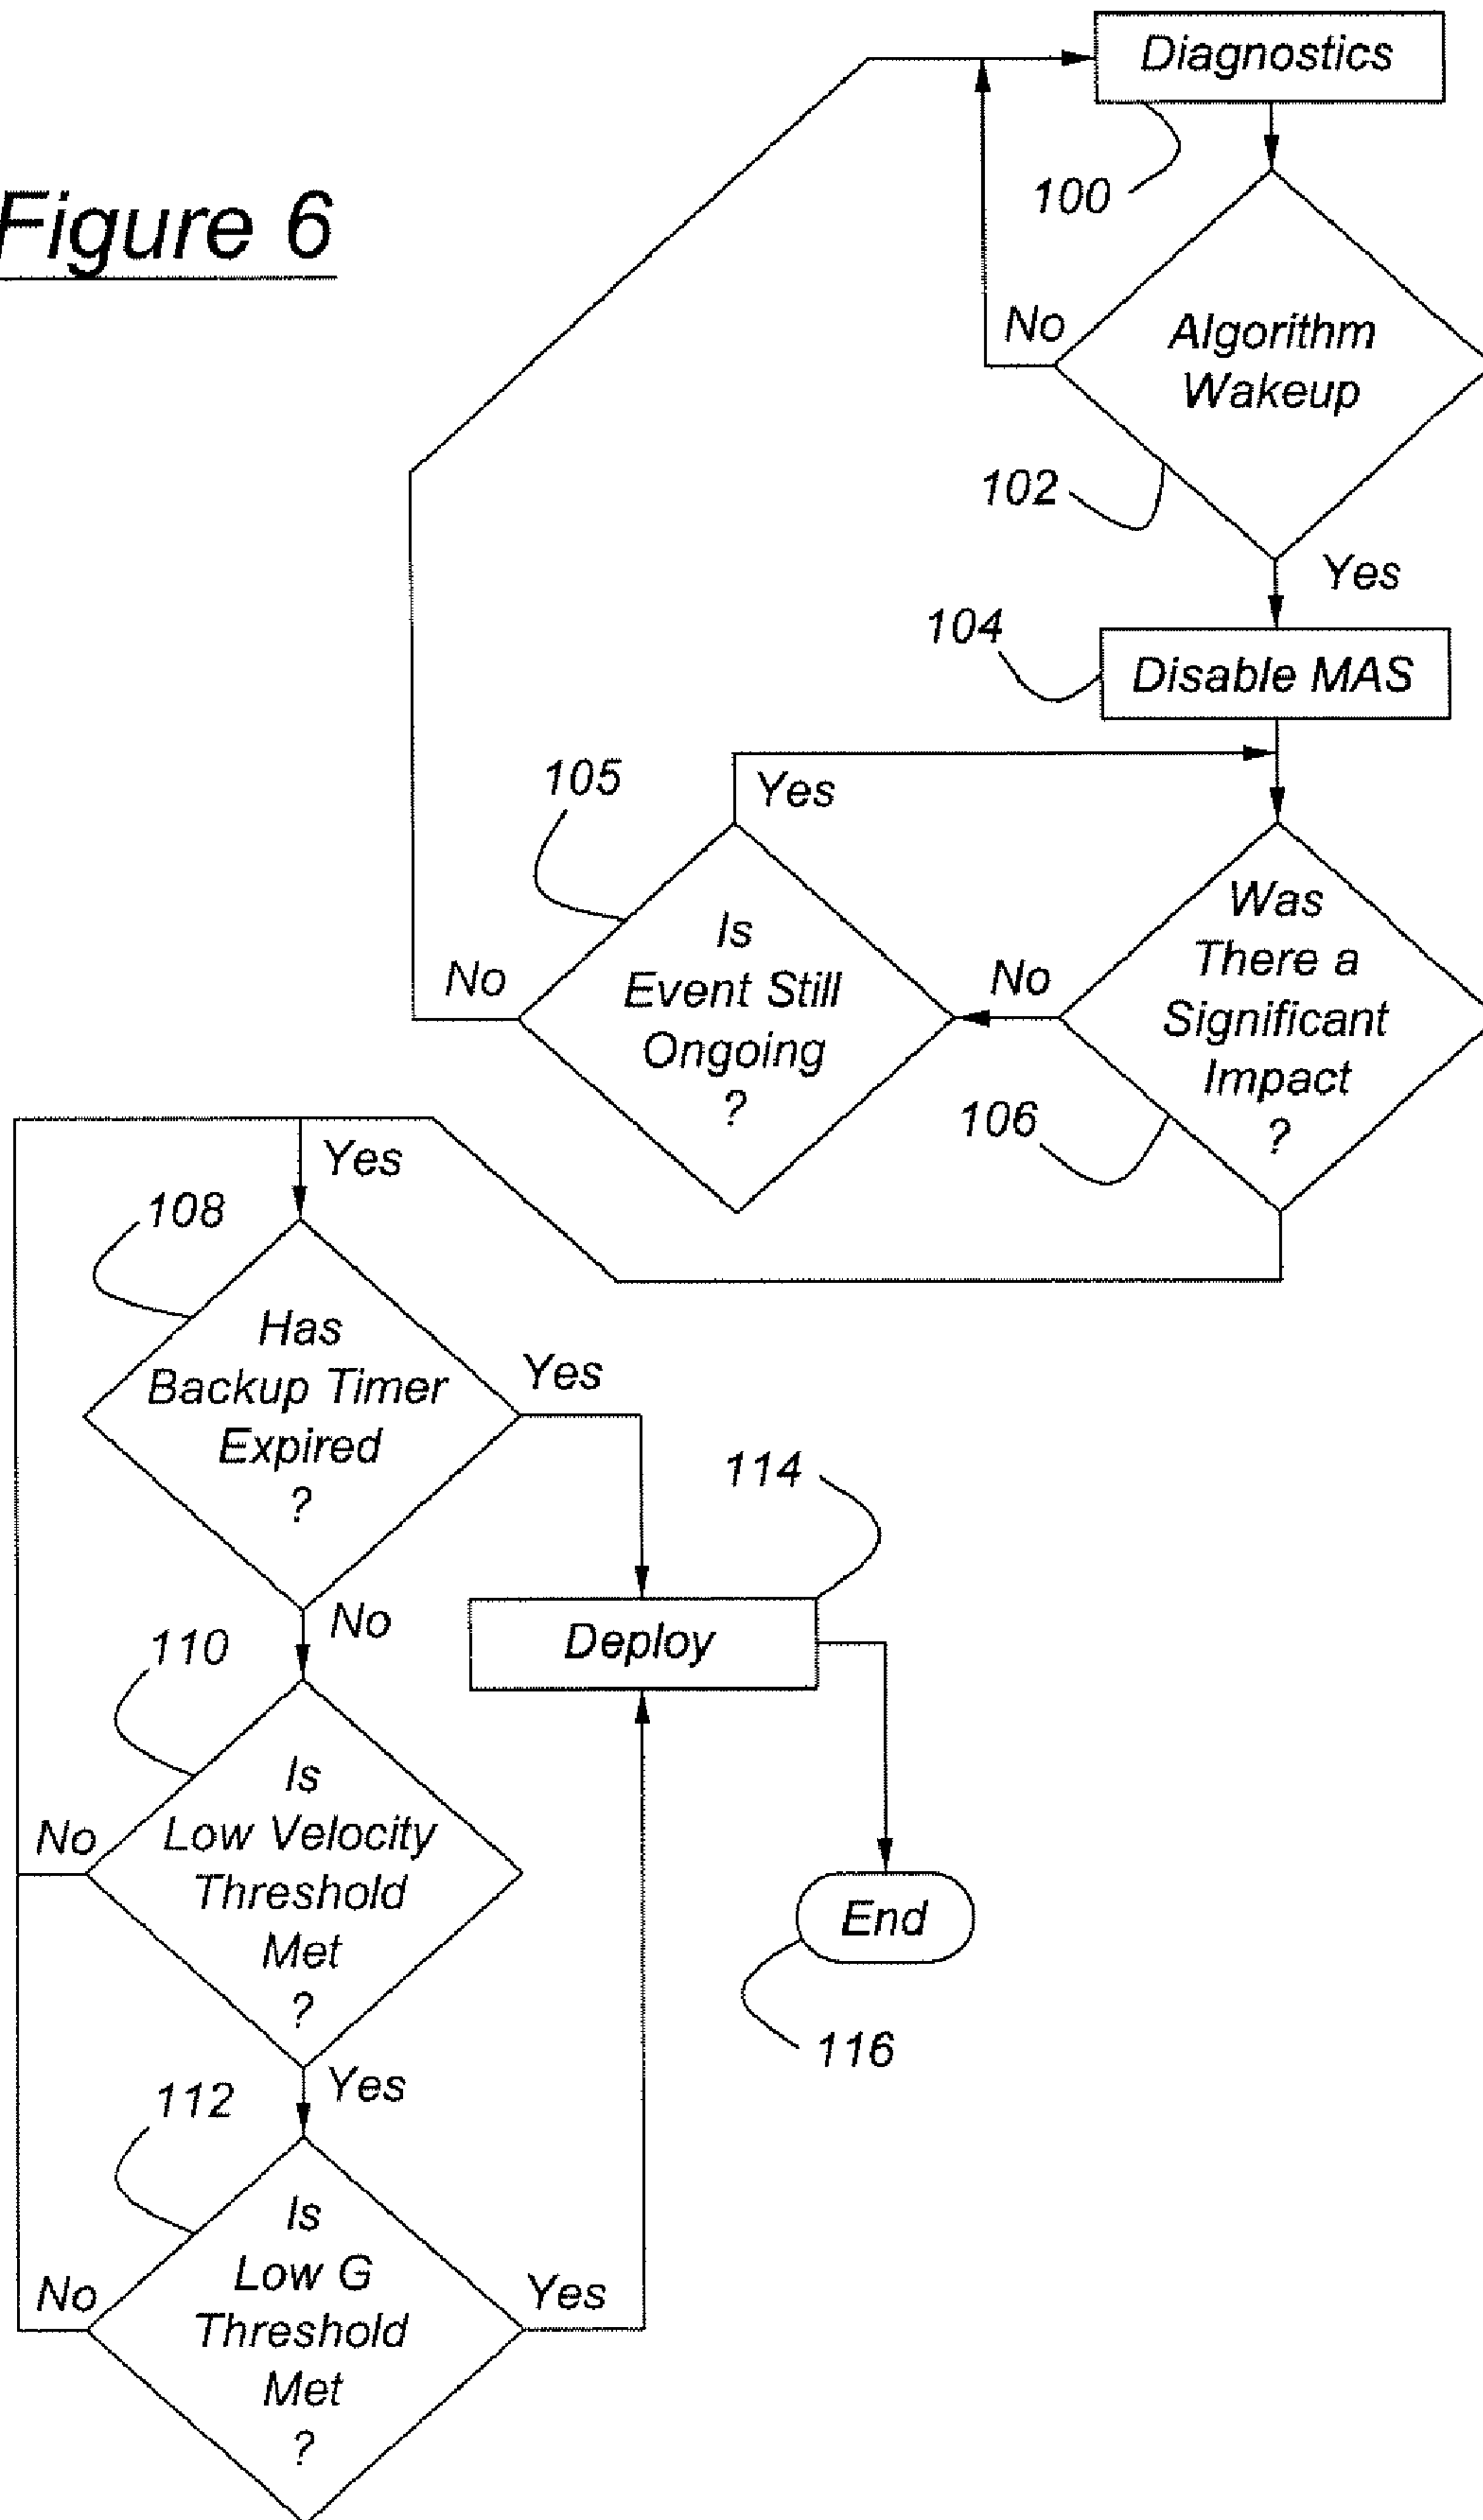 Figure 6
Diagnostics
100
No
Algorithm
Wakeup
102
Yes
104
Disable MAS
105
Yes
Is
Event Still
Ongoing
?
No
No
Was
There a
Significant
Impact
?
106
Yes
108
Has
Backup Timer
Expired
?
Yes
114
No
Deploy
110
Is
Low Velocity
Threshold
Met
?
No
End
116
Yes
112
Is
Low G
Threshold
Met
?
No
Yes